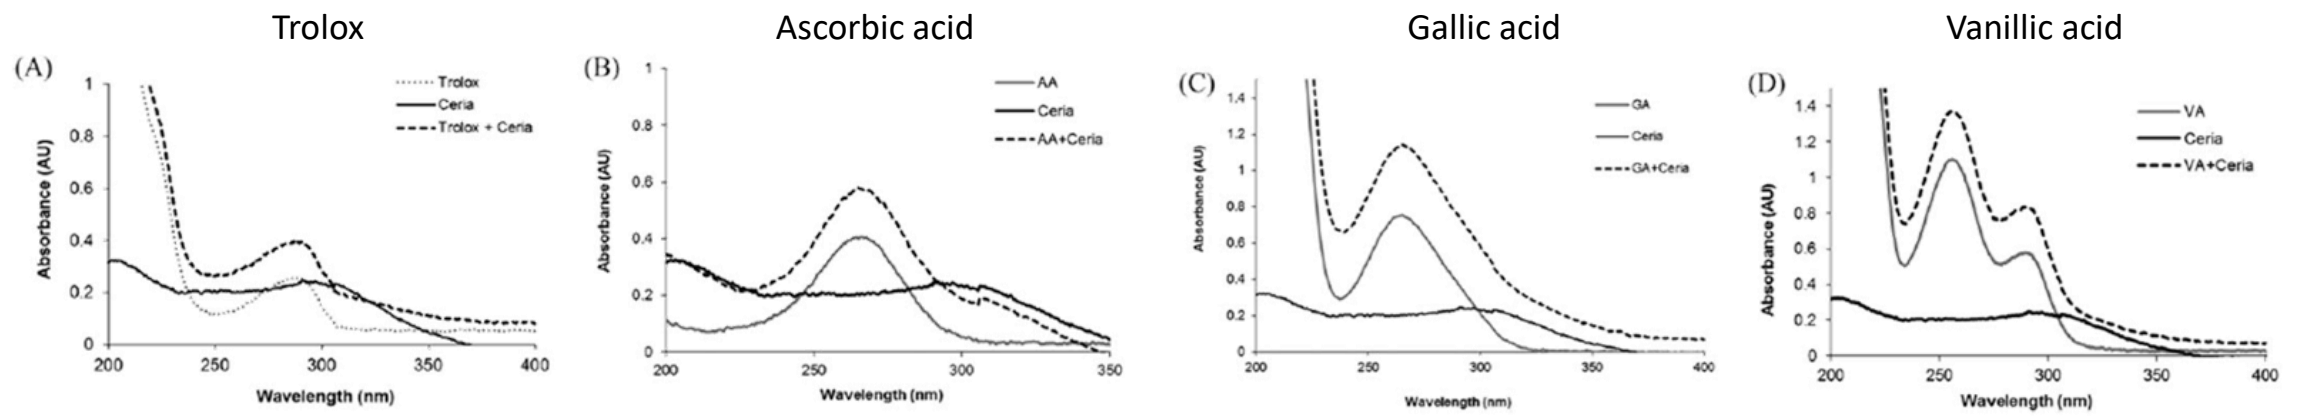 Trolox
(A)
Trolox
Ceria
Trolox + Ceria
Absorbance (AU)
1
0.8
0.6
0.4
0.2
0
200 250 300 350 400
Wavelength (nm)
Ascorbic acid
(B)
AA
Ceria
AA+Ceria
Absorbance (AU)
1
0.8
0.6
0.4
0.2
0
200 250 300 350
Wavelength (nm)
Gallic acid
(C)
GA
Ceria
GA+Ceria
Absorbance (AU)
1.4
1.2
1
0.8
0.6
0.4
0.2
0
200 250 300 350 400
Wavelength (nm)
Vanillic acid
(D)
VA
Ceria
VA+Ceria
Absorbance (AU)
1.4
1.2
1
0.8
0.6
0.4
0.2
0
200 250 300 350 400
Wavelength (nm)